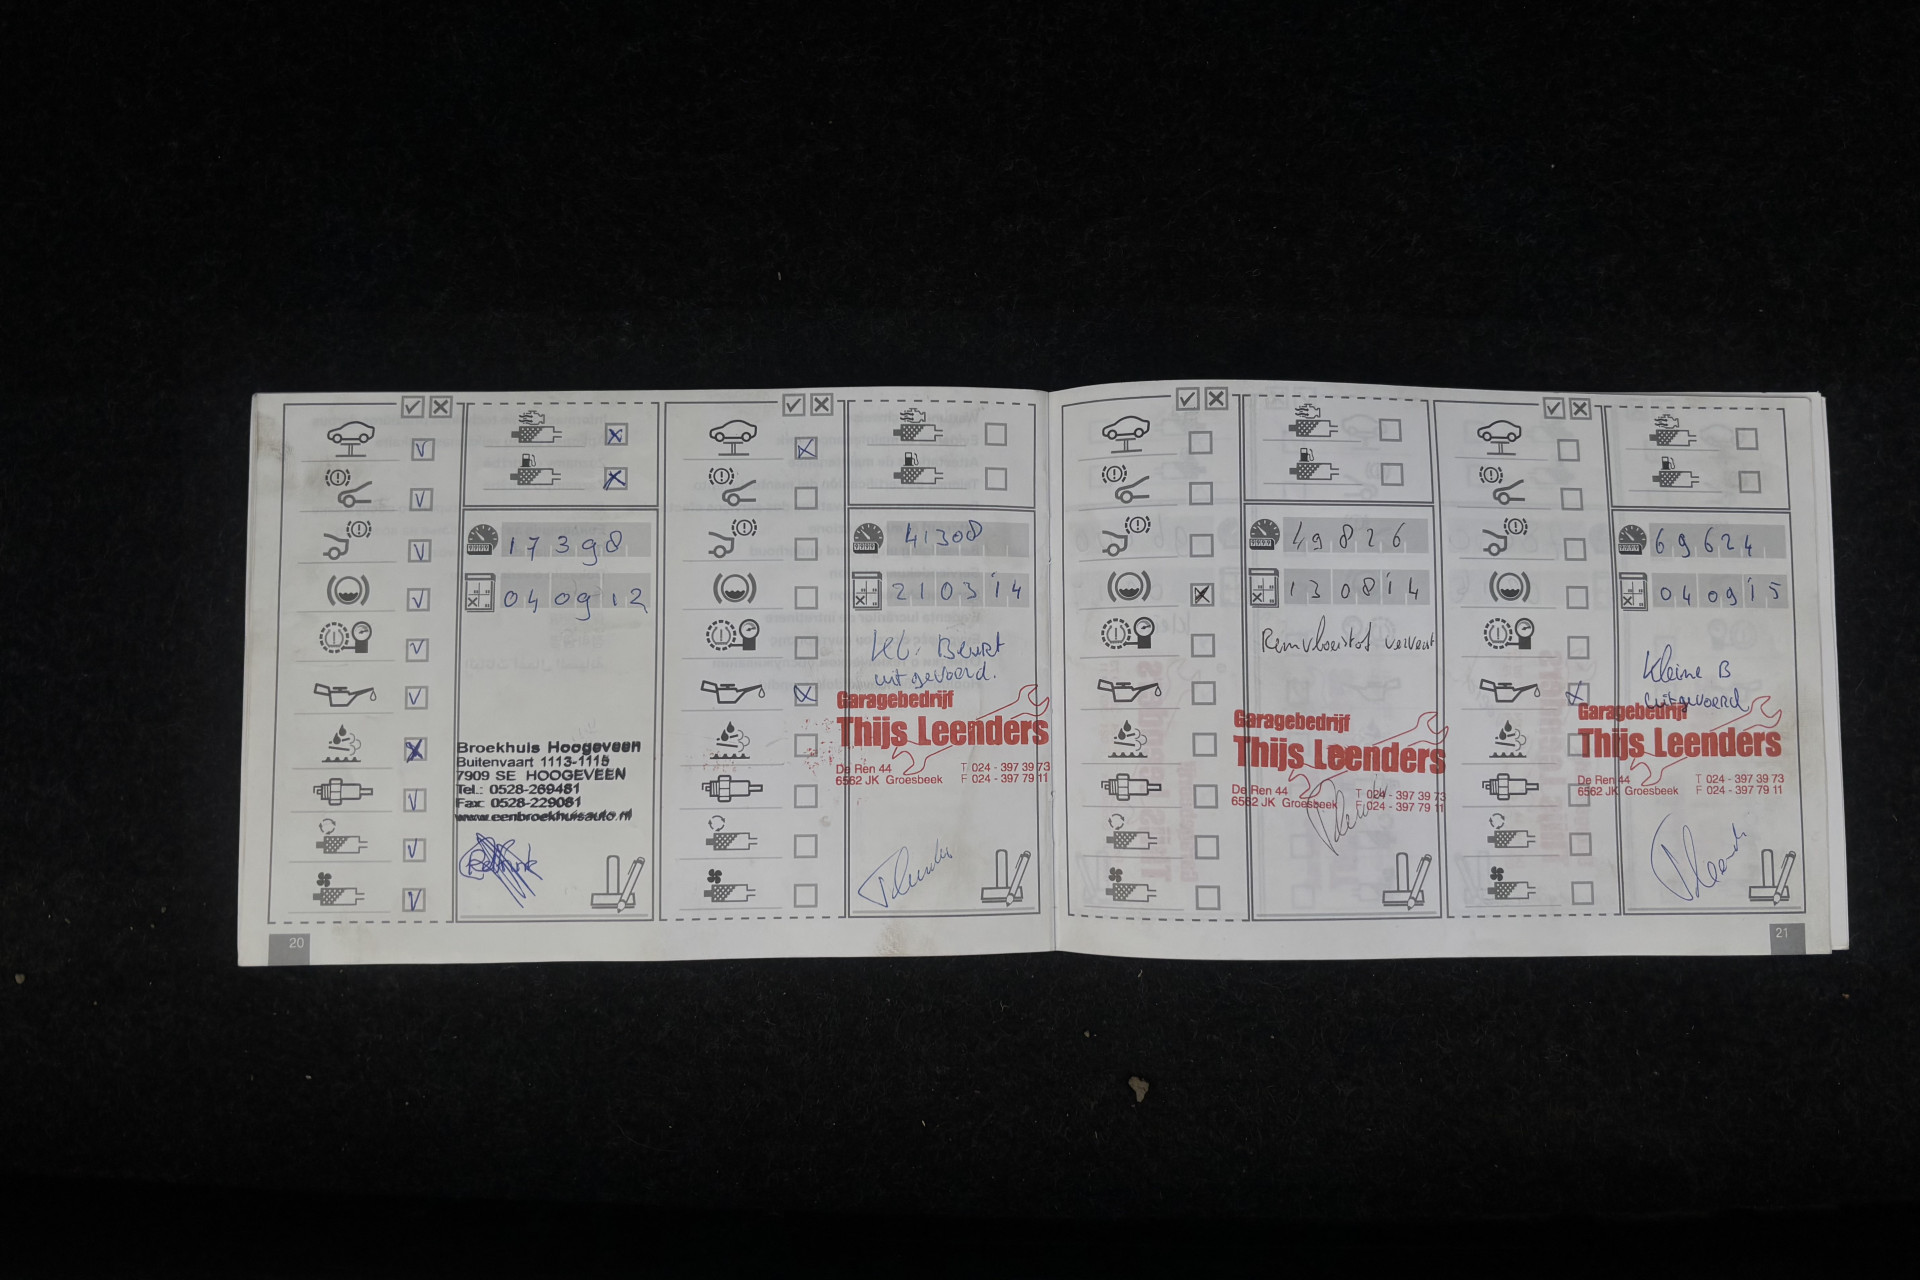 17398
040912
Broekhuis Hoogeveen
Buitenvaart 1113-1115
7909 SE HOOGEVEEN
Tel.: 0528-269481
Fax: 0528-229081
www.eenbroekhuisauto.nl
20
41308
210314
Kl. Beurt
uitgevoerd.
Garagebedrijf
Thijs Leenders
De Ren 44 T 024 - 397 39 73
6562 JK Groesbeek F 024 - 397 79 11
49826
130814
Remvloeistof ververst
Garagebedrijf
Thijs Leenders
De Ren 44 T 024 - 397 39 73
6562 JK Groesbeek F 024 - 397 79 11
69624
040915
Kleine B
uitgevoerd
Garagebedrijf
Thijs Leenders
De Ren 44 T 024 - 397 39 73
6562 JK Groesbeek F 024 - 397 79 11
21